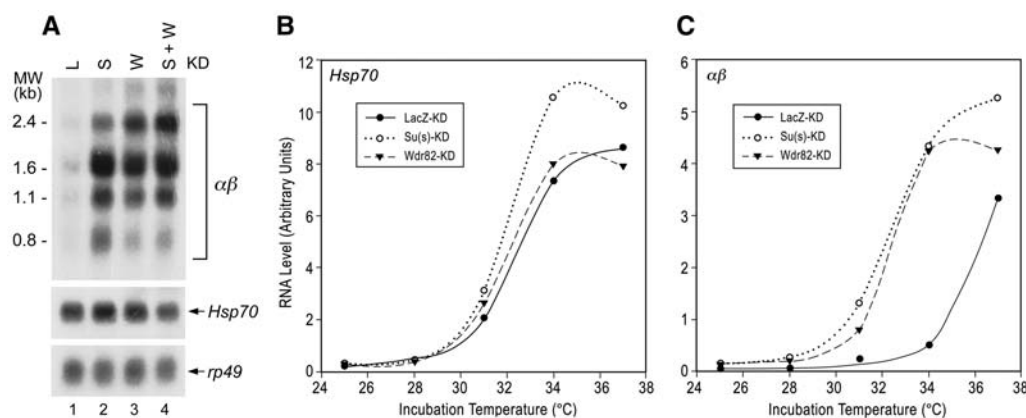 A
L
S
W
S + W
KD
MW
(kb)
2.4 -
1.6 -
1.1 -
0.8 -
αβ
Hsp70
rp49
1 2 3 4
B
Hsp70
LacZ-KD
Su(s)-KD
Wdr82-KD
RNA Level (Arbitrary Units)
12
10
8
6
4
2
0
24 26 28 30 32 34 36 38
Incubation Temperature (°C)
C
αβ
LacZ-KD
Su(s)-KD
Wdr82-KD
6
5
4
3
2
1
0
24 26 28 30 32 34 36 38
Incubation Temperature (°C)